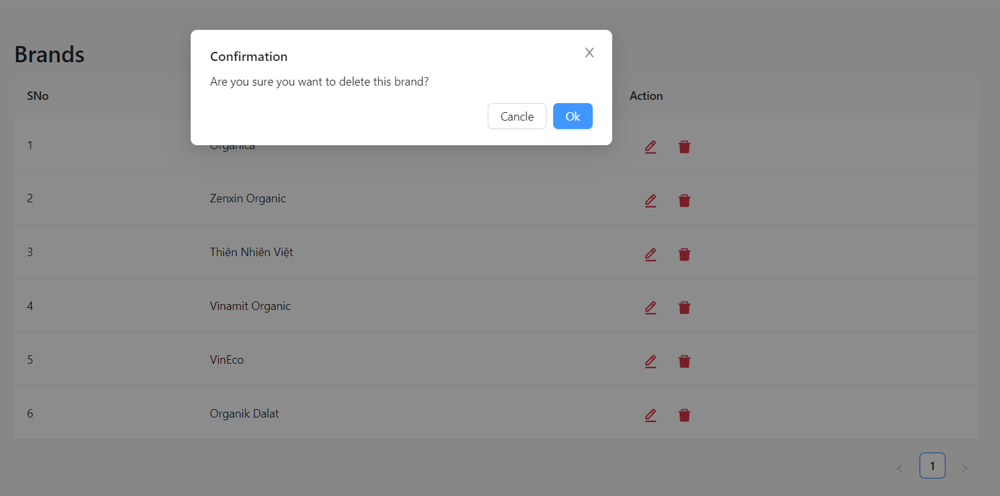 Brands
Confirmation
Are you sure you want to delete this brand?
Cancle Ok
SNo Action
1 Organica
2 Zenxin Organic
3 Thiên Nhiên Việt
4 Vinamit Organic
5 VinEco
6 Organik Dalat
< 1 >